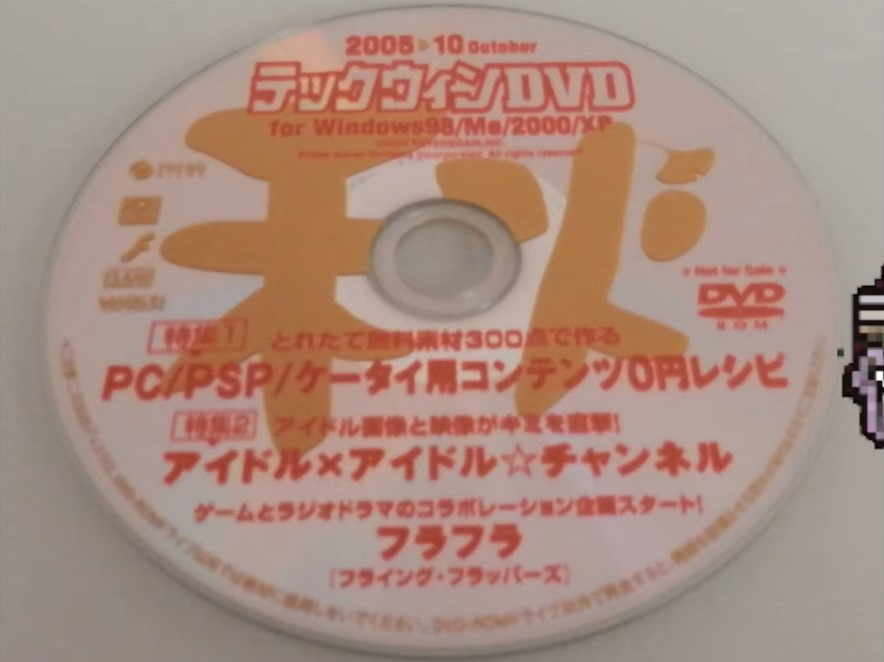 2005▶10 October
テックウィンDVD
for Windows98/Me/2000/XP
秋
» Not for Sale «
DVD
ROM
特集1 とれたて無料素材300点で作る
PC/PSP/ケータイ用コンテンツ0円レシピ
特集2 アイドル画像と映像がキミを直撃!
アイドル×アイドル☆チャンネル
ゲームとラジオドラマのコラボレーション企画スタート!
フラフラ
[フライング・フラッパーズ]